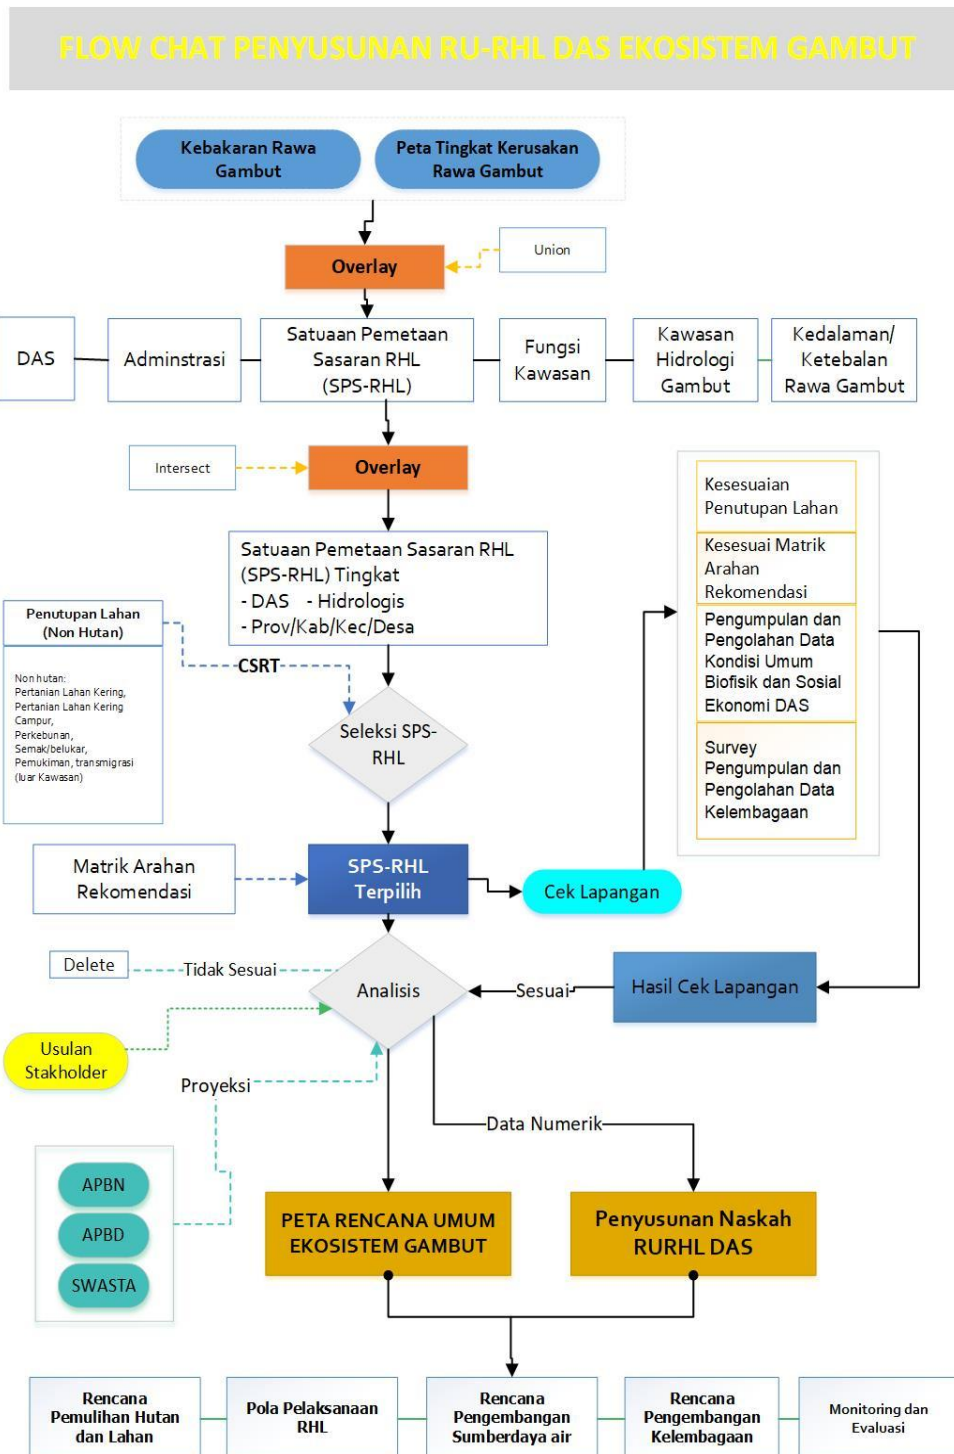 FLOW CHAT PENYUSUNAN RU-RHL DAS EKOSISTEM GAMBUT
Kebakaran Rawa
Gambut
Peta Tingkat Kerusakan
Rawa Gambut
Overlay
Union
DAS
Adminstrasi
Satuaan Pemetaan
Sasaran RHL
(SPS-RHL)
Fungsi
Kawasan
Kawasan
Hidrologi
Gambut
Kedalaman/
Ketebalan
Rawa Gambut
Intersect
Overlay
Satuaan Pemetaan Sasaran RHL
(SPS-RHL) Tingkat
- DAS - Hidrologis
- Prov/Kab/Kec/Desa
Kesesuaian
Penutupan Lahan
Kesesuai Matrik
Arahan
Rekomendasi
Pengumpulan dan
Pengolahan Data
Kondisi Umum
Biofisik dan Sosial
Ekonomi DAS
Survey
Pengumpulan dan
Pengolahan Data
Kelembagaan
Penutupan Lahan
(Non Hutan)
Non hutan:
Pertanian Lahan Kering,
Pertanian Lahan Kering
Campur,
Perkebunan,
Semak/belukar,
Pemukiman, transmigrasi
(luar Kawasan)
CSRT
Seleksi SPS-
RHL
Matrik Arahan
Rekomendasi
SPS-RHL
Terpilih
Cek Lapangan
Delete
Tidak Sesuai
Analisis
Sesuai
Hasil Cek Lapangan
Usulan
Stakholder
Proyeksi
Data Numerik
APBN
APBD
SWASTA
PETA RENCANA UMUM
EKOSISTEM GAMBUT
Penyusunan Naskah
RURHL DAS
Rencana
Pemulihan Hutan
dan Lahan
Pola Pelaksanaan
RHL
Rencana
Pengembangan
Sumberdaya air
Rencana
Pengembangan
Kelembagaan
Monitoring dan
Evaluasi